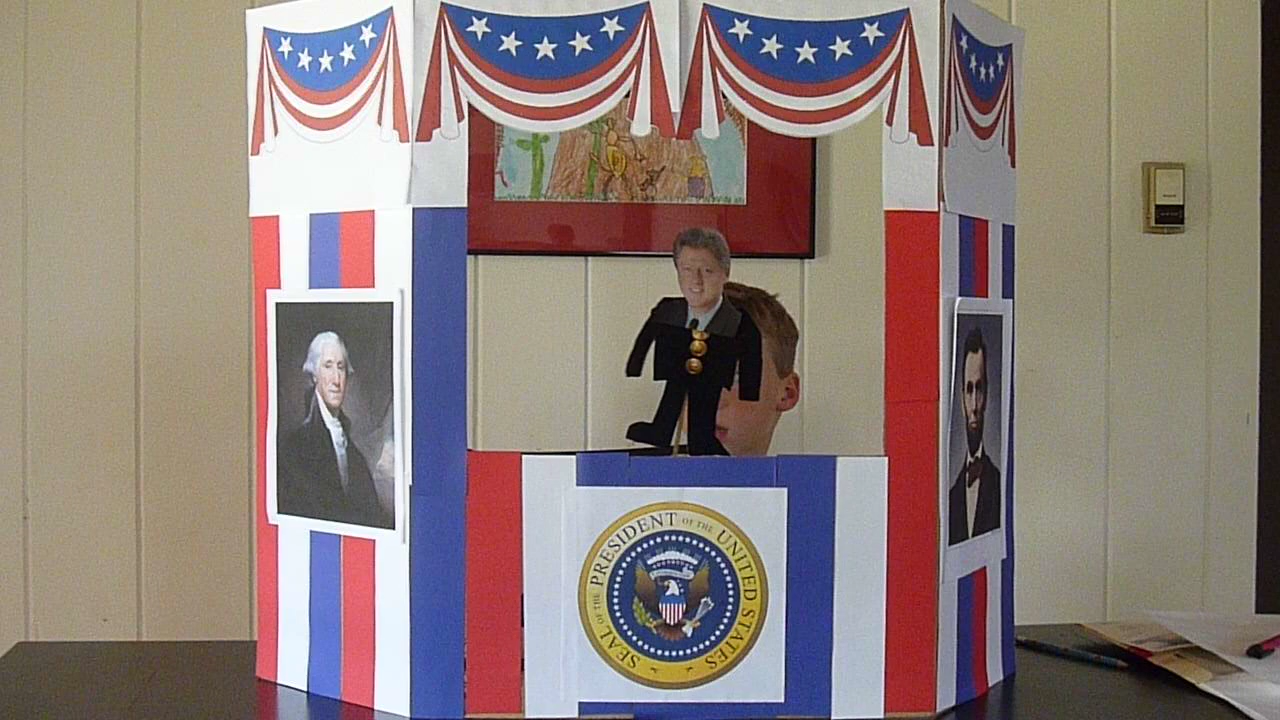 SEAL OF THE PRESIDENT OF THE UNITED STATES